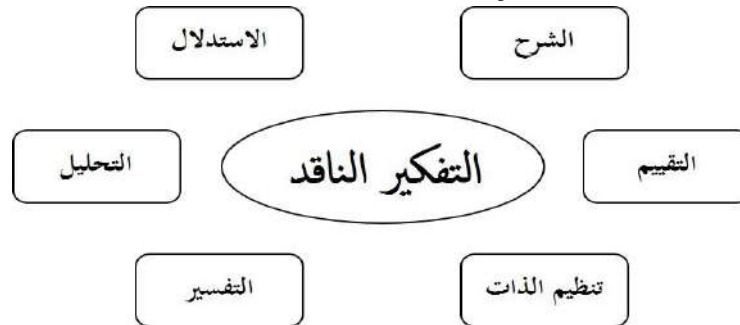 الشرح
الاستدلال
التقييم
التفكير الناقد
التحليل
تنظيم الذات
التفسير